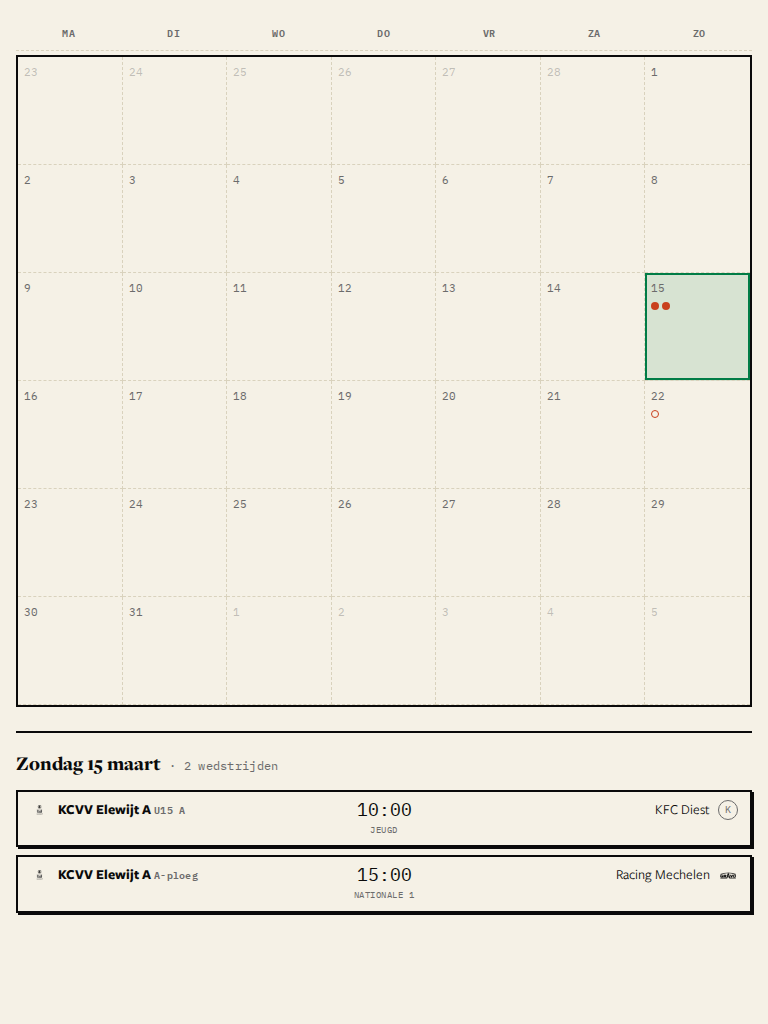 MA DI WO DO VR ZA ZO
23 24 25 26 27 28 1
2 3 4 5 6 7 8
9 10 11 12 13 14 15
16 17 18 19 20 21 22
23 24 25 26 27 28 29
30 31 1 2 3 4 5
Zondag 15 maart · 2 wedstrijden
KCVV Elewijt A U15 A 10:00 KFC Diest K
JEUGD
KCVV Elewijt A A-ploeg 15:00 Racing Mechelen
NATIONALE 1